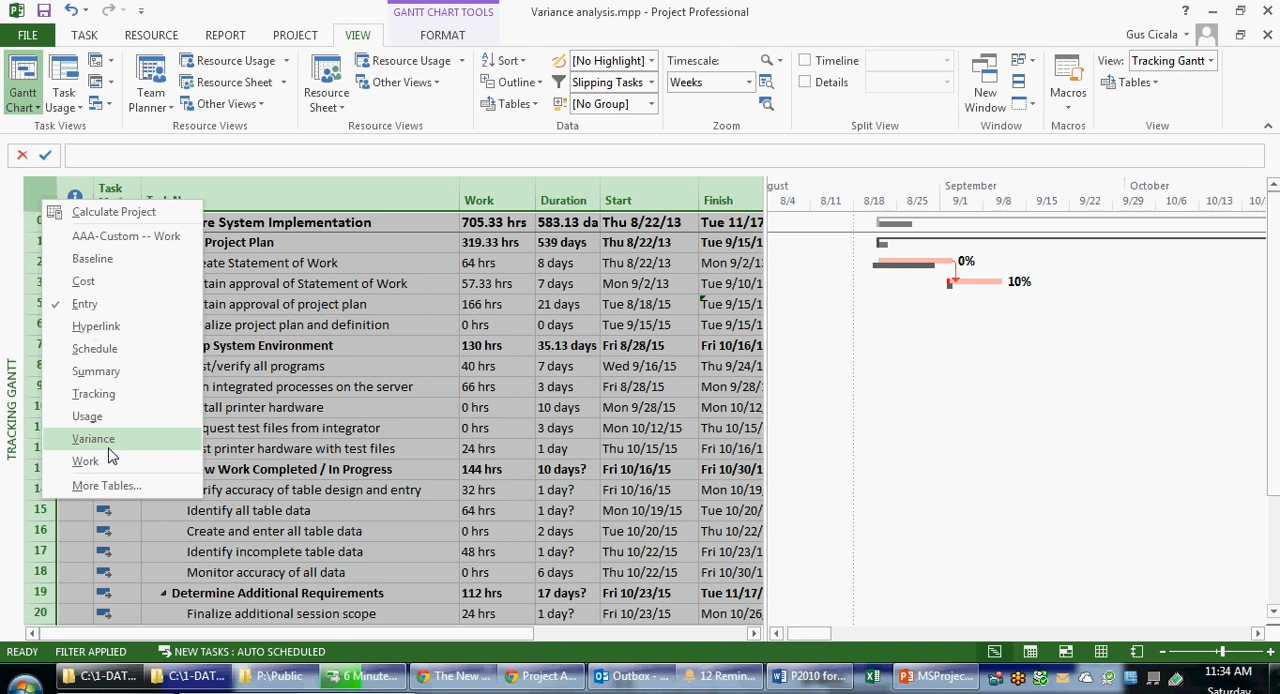 GANTT CHART TOOLS
Variance analysis.mpp - Project Professional
?
FILE TASK RESOURCE REPORT PROJECT VIEW FORMAT
Gus Cicala
Gantt Chart
Task Usage
Task Views
Team Planner
Resource Usage
Resource Sheet
Other Views
Resource Views
Resource Sheet
Resource Usage
Other Views
Resource Views
Sort
Outline
Tables
[No Highlight]
Slipping Tasks
[No Group]
Data
Timescale:
Weeks
Zoom
Timeline
Details
Split View
New Window
Window
Macros
Macros
View: Tracking Gantt
Tables
View
Task
Work Duration Start Finish
gust September October
8/4 8/11 8/18 8/25 9/1 9/8 9/15 9/22 9/29 10/6 10/13 10/
Calculate Project
AAA-Custom -- Work
Baseline
Cost
Entry
Hyperlink
Schedule
Summary
Tracking
Usage
Variance
Work
More Tables...
TRACKING GANTT
re System Implementation 705.33 hrs 583.13 da Thu 8/22/13 Tue 11/17
Project Plan 319.33 hrs 539 days Thu 8/22/13 Tue 9/15/1
eate Statement of Work 64 hrs 8 days Thu 8/22/13 Mon 9/2/1
0%
tain approval of Statement of Work 57.33 hrs 7 days Mon 9/2/13 Tue 9/10/1
10%
tain approval of project plan 166 hrs 21 days Tue 8/18/15 Tue 9/15/1
alize project plan and definition 0 hrs 0 days Tue 9/15/15 Tue 9/15/1
p System Environment 130 hrs 35.13 days Fri 8/28/15 Fri 10/16/1
t/verify all programs 40 hrs 7 days Wed 9/16/15 Thu 9/24/1
n integrated processes on the server 66 hrs 3 days Fri 8/28/15 Mon 9/28/
tall printer hardware 0 hrs 10 days Mon 9/28/15 Mon 10/12
quest test files from integrator 0 hrs 3 days Mon 10/12/15 Thu 10/15/
st printer hardware with test files 24 hrs 1 day Thu 10/15/15 Fri 10/16/1
ew Work Completed / In Progress 144 hrs 10 days? Fri 10/16/15 Fri 10/30/1
rify accuracy of table design and entry 32 hrs 1 day? Fri 10/16/15 Mon 10/19
15 Identify all table data 64 hrs 1 day? Mon 10/19/15 Tue 10/20/
16 Create and enter all table data 0 hrs 2 days Tue 10/20/15 Thu 10/22/
17 Identify incomplete table data 48 hrs 1 day? Thu 10/22/15 Fri 10/23/1
18 Monitor accuracy of all data 0 hrs 6 days Thu 10/22/15 Fri 10/30/1
19 Determine Additional Requirements 112 hrs 17 days? Fri 10/23/15 Tue 11/17/
20 Finalize additional session scope 24 hrs 1 day? Fri 10/23/15 Mon 10/26
READY FILTER APPLIED NEW TASKS : AUTO SCHEDULED
C:\1-DAT... C:\1-DAT... P:\Public 6 Minute... The New ... Project A... Outbox - ... 12 Remin... P2010 for... MSProjec...
11:34 AM
Saturday